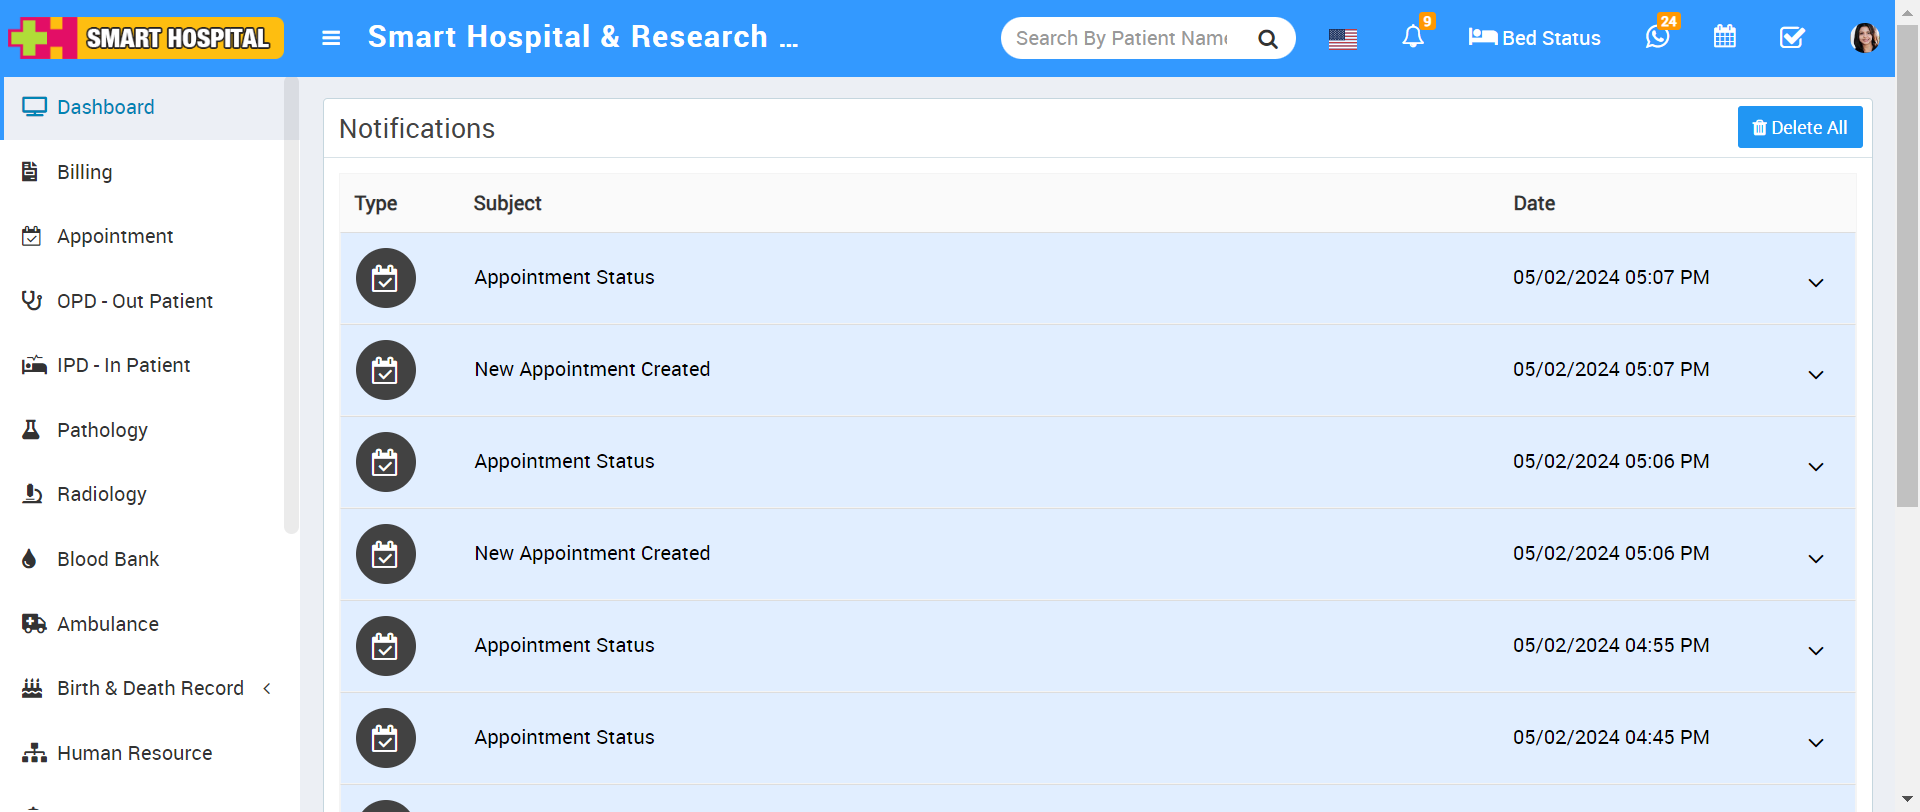 SMART HOSPITAL
Smart Hospital & Research ...
Search By Patient Name
9
Bed Status
24
Dashboard
Billing
Appointment
OPD - Out Patient
IPD - In Patient
Pathology
Radiology
Blood Bank
Ambulance
Birth & Death Record
Human Resource
Notifications
Delete All
Type Subject Date
Appointment Status 05/02/2024 05:07 PM
New Appointment Created 05/02/2024 05:07 PM
Appointment Status 05/02/2024 05:06 PM
New Appointment Created 05/02/2024 05:06 PM
Appointment Status 05/02/2024 04:55 PM
Appointment Status 05/02/2024 04:45 PM